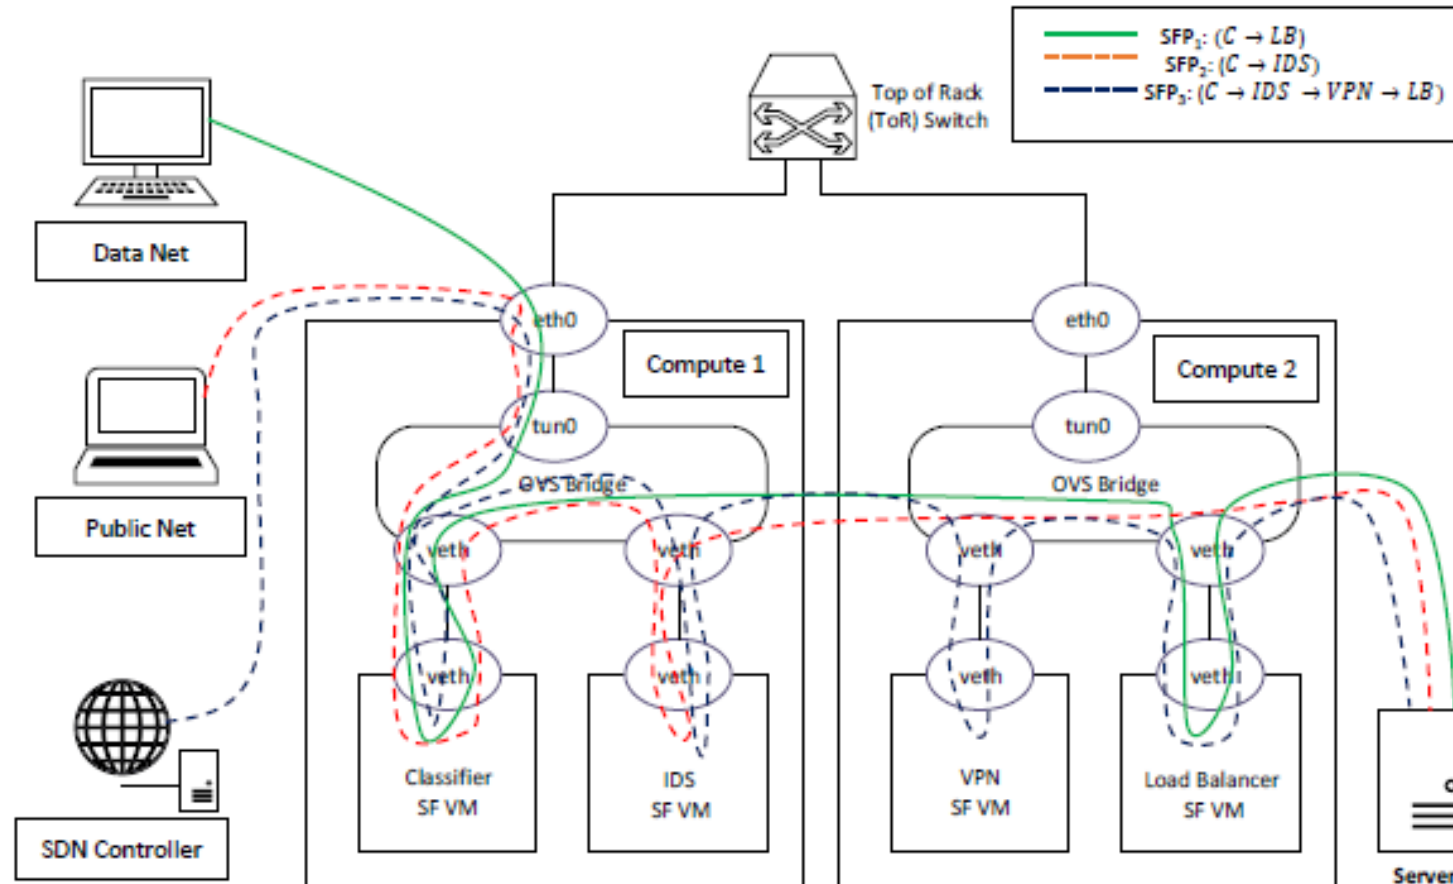 SFP₁: (C → LB)
SFP₂: (C → IDS)
SFP₃: (C → IDS → VPN → LB)
Top of Rack
(ToR) Switch
Data Net
eth0
eth0
Compute 1
Compute 2
tun0
tun0
OVS Bridge
OVS Bridge
Public Net
veth
veth
veth
veth
veth
veth
veth
veth
Classifier
SF VM
IDS
SF VM
VPN
SF VM
Load Balancer
SF VM
SDN Controller
Server